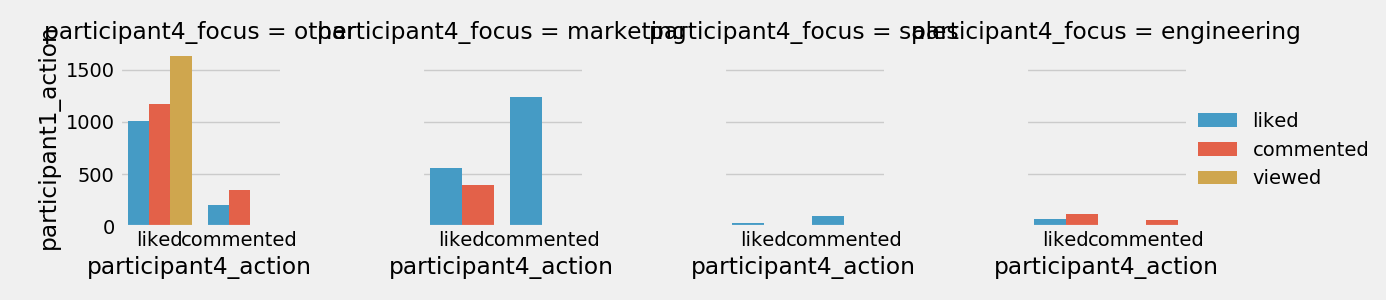 participant4_focus = other
participant4_focus = marketing
participant4_focus = sales
participant4_focus = engineering
participant1_action
1500
1000
500
0
liked commented
liked commented
liked commented
liked commented
participant4_action
participant4_action
participant4_action
participant4_action
liked
commented
viewed